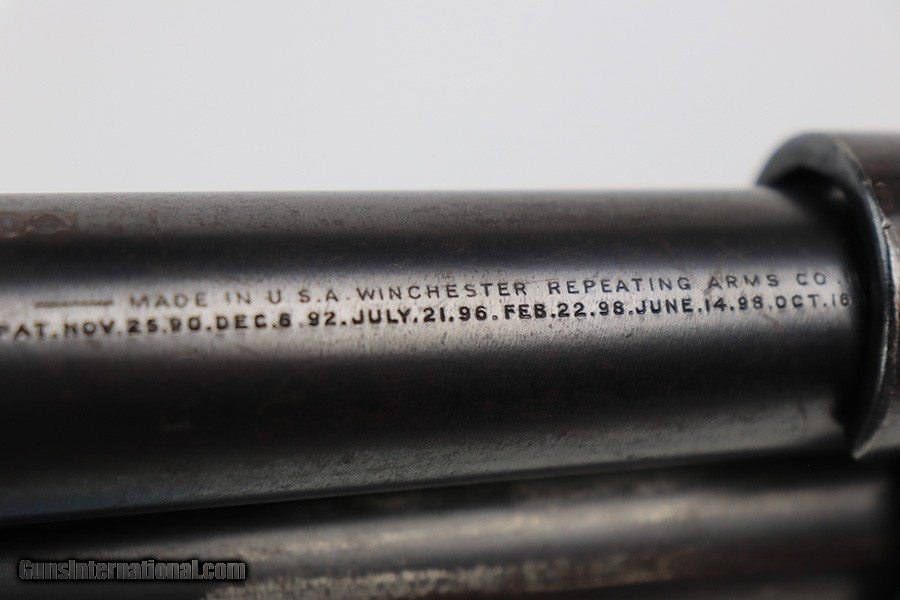 MADE IN U.S.A. WINCHESTER REPEATING ARMS CO.
PAT. NOV. 25. 90. DEC. 6. 92. JULY. 21. 96. FEB. 22. 98. JUNE. 14. 98. OCT. 16
GunsInternational.com